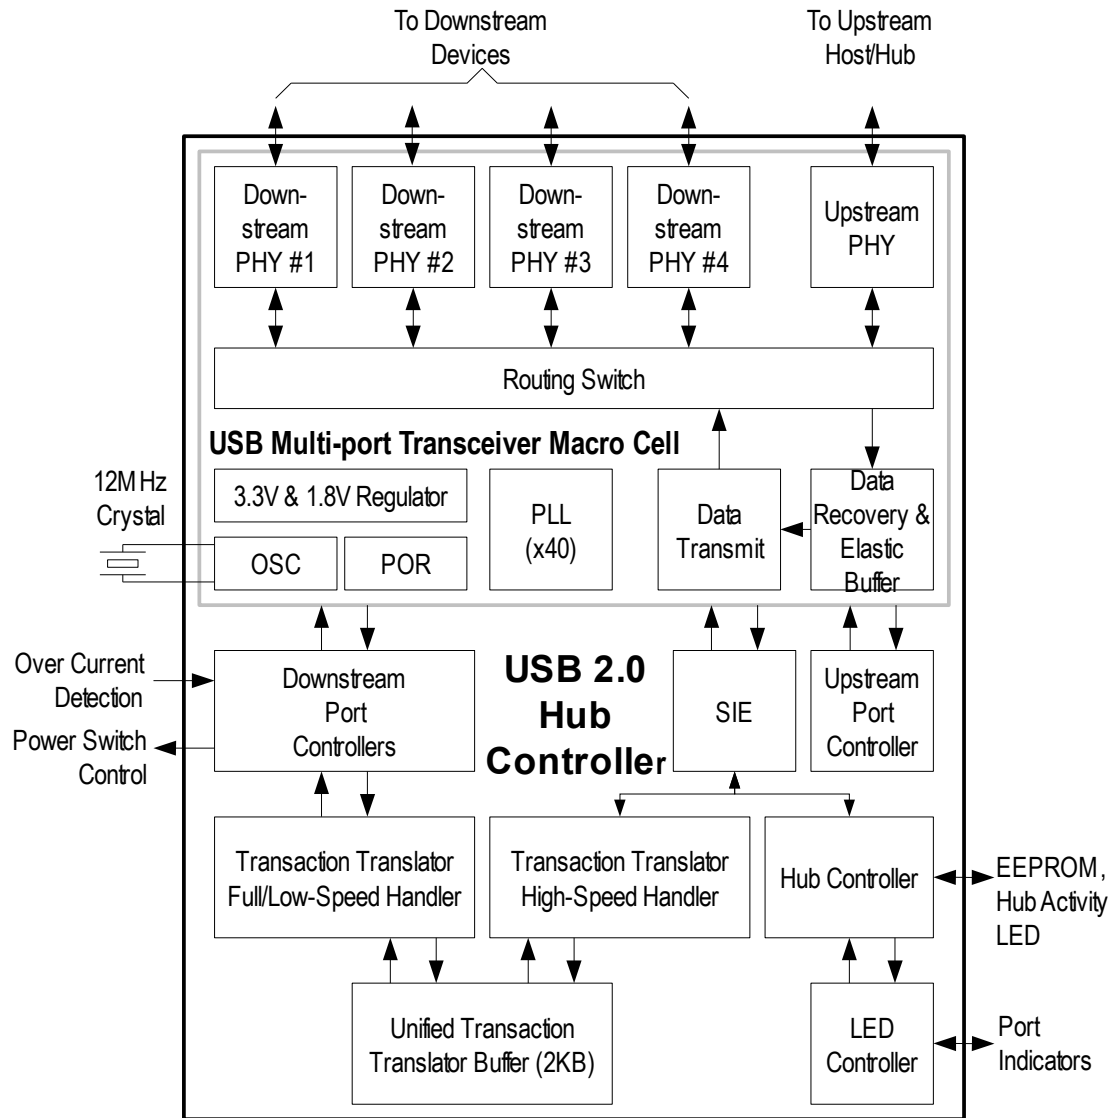 To Downstream
Devices
To Upstream
Host/Hub
Down-
stream
PHY #1
Down-
stream
PHY #2
Down-
stream
PHY #3
Down-
stream
PHY #4
Upstream
PHY
Routing Switch
USB Multi-port Transceiver Macro Cell
12MHz
Crystal
3.3V & 1.8V Regulator
OSC
POR
PLL
(x40)
Data
Transmit
Data
Recovery &
Elastic
Buffer
Over Current
Detection
Power Switch
Control
Downstream
Port
Controllers
USB 2.0
Hub
Controller
SIE
Upstream
Port
Controller
Transaction Translator
Full/Low-Speed Handler
Transaction Translator
High-Speed Handler
Hub Controller
EEPROM,
Hub Activity
LED
Unified Transaction
Translator Buffer (2KB)
LED
Controller
Port
Indicators